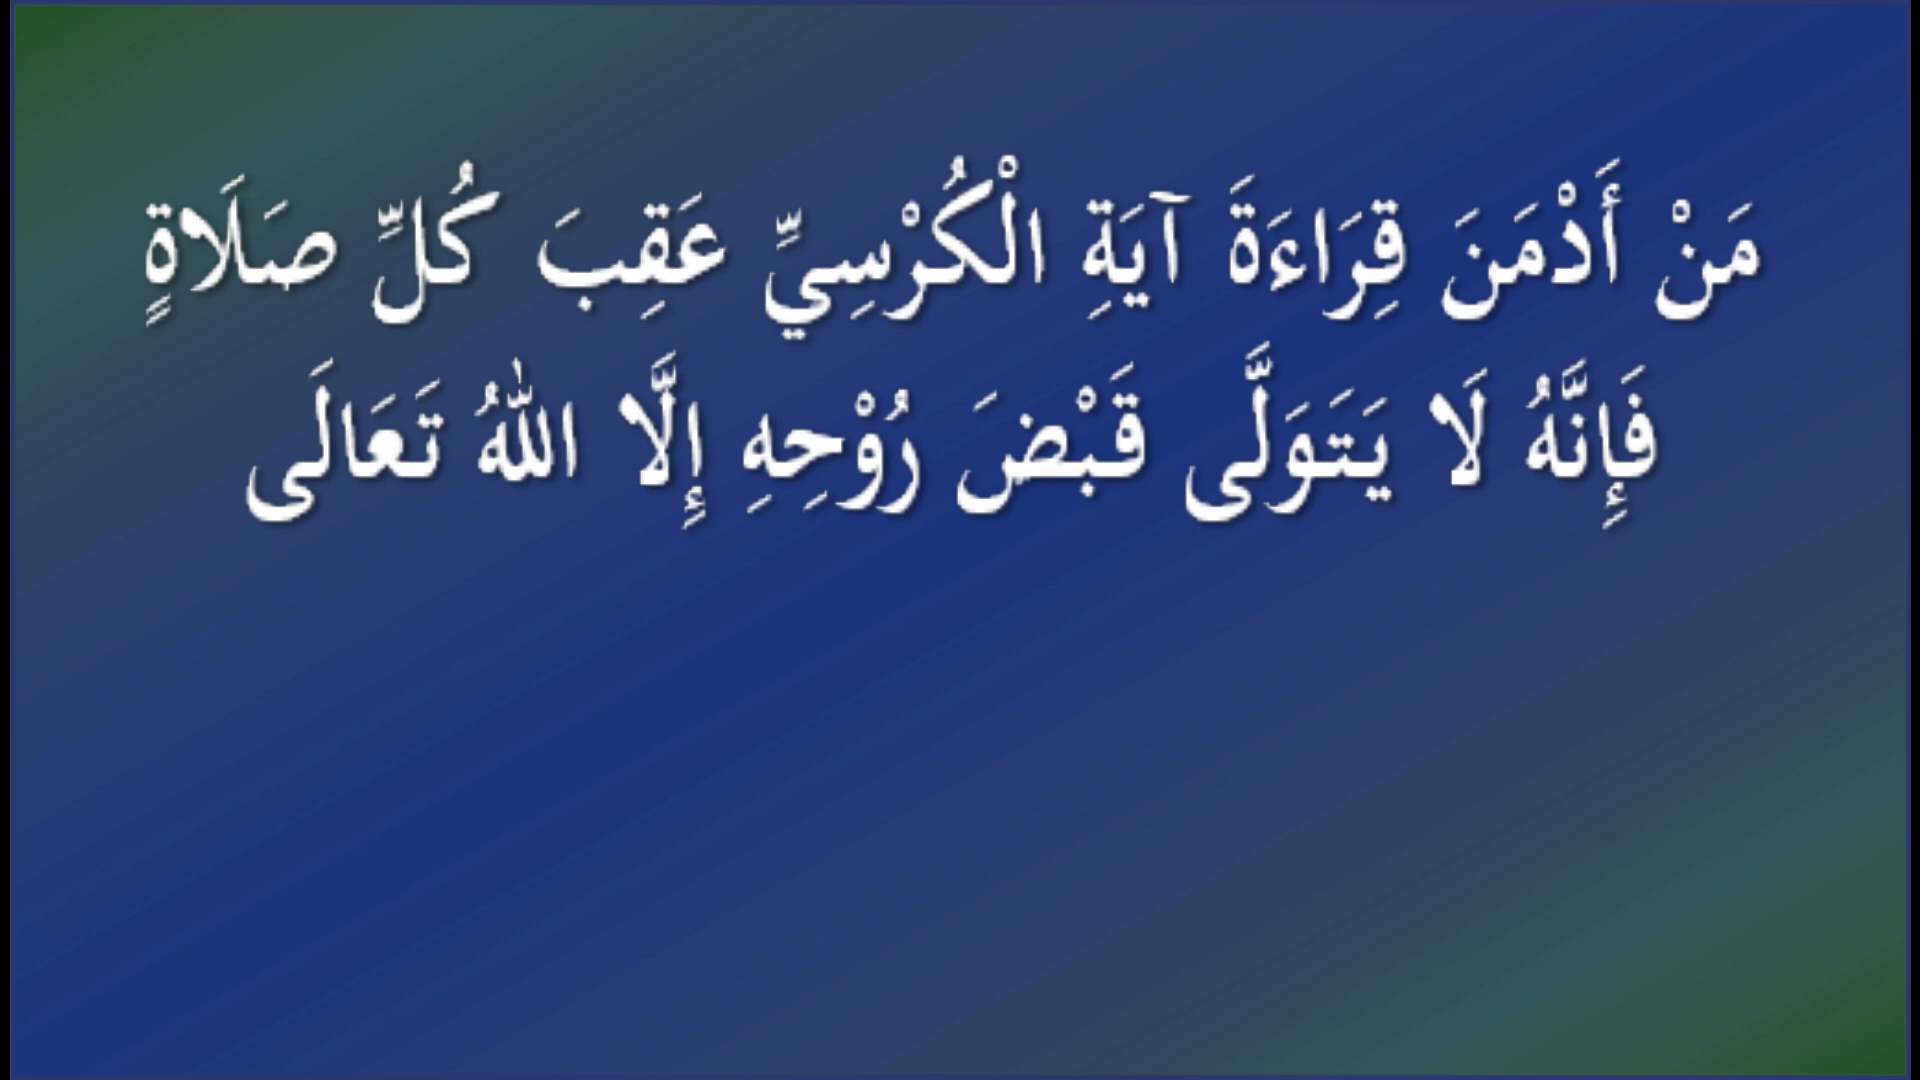 مَنْ أَدْمَنَ قِرَاءَةَ آيَةِ الْكُرْسِيِّ عَقِبَ كُلِّ صَلَاةٍ
فَإِنَّهُ لَا يَتَوَلَّى قَبْضَ رُوْحِهِ إِلَّا اللهُ تَعَالَى